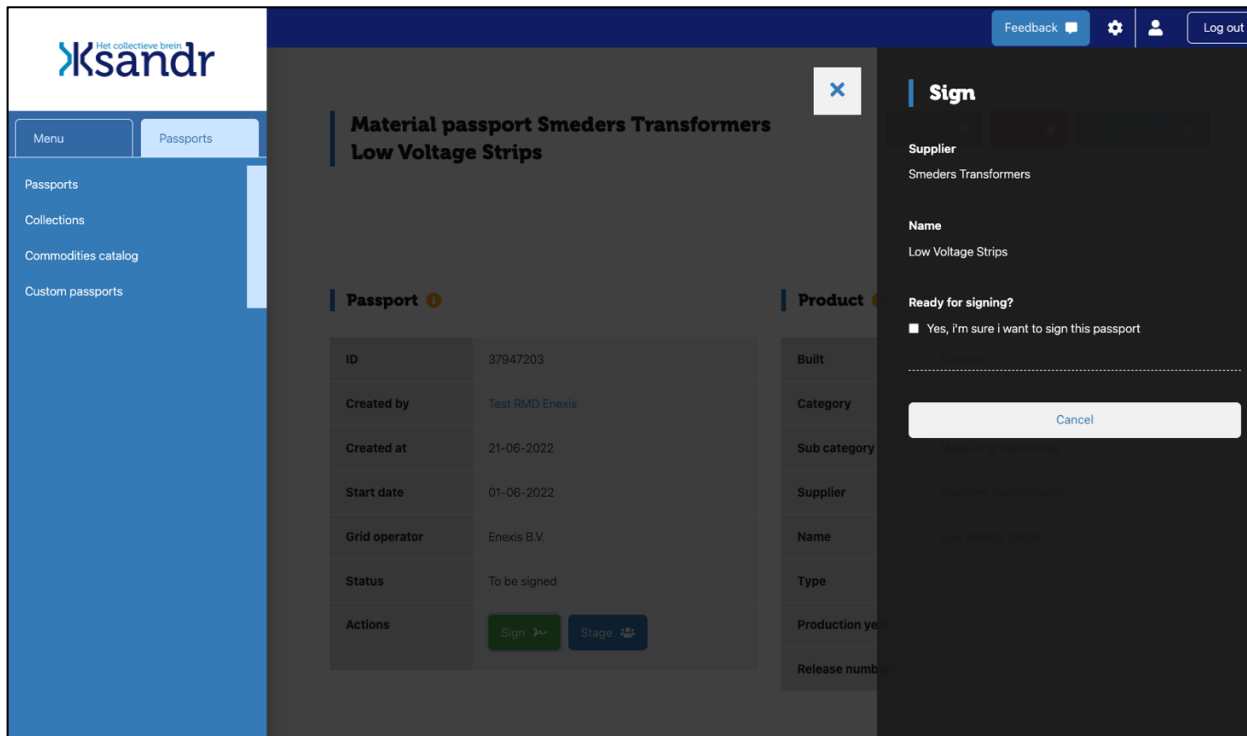 Het collectieve brein
Ksandr
Feedback
Log out
Menu
Passports
Passports
Collections
Commodities catalog
Custom passports
Material passport Smeders Transformers
Low Voltage Strips
Passport
ID 37947203
Created by Test RMD Enexis
Created at 21-06-2022
Start date 01-06-2022
Grid operator Enexis B.V.
Status To be signed
Actions Sign Stage
Product
Built
Category
Sub category
Supplier Smeders Transformers
Name Low Voltage Strips
Type
Production ye
Release numb
Sign
Supplier
Smeders Transformers
Name
Low Voltage Strips
Ready for signing?
Yes, i'm sure i want to sign this passport
Cancel